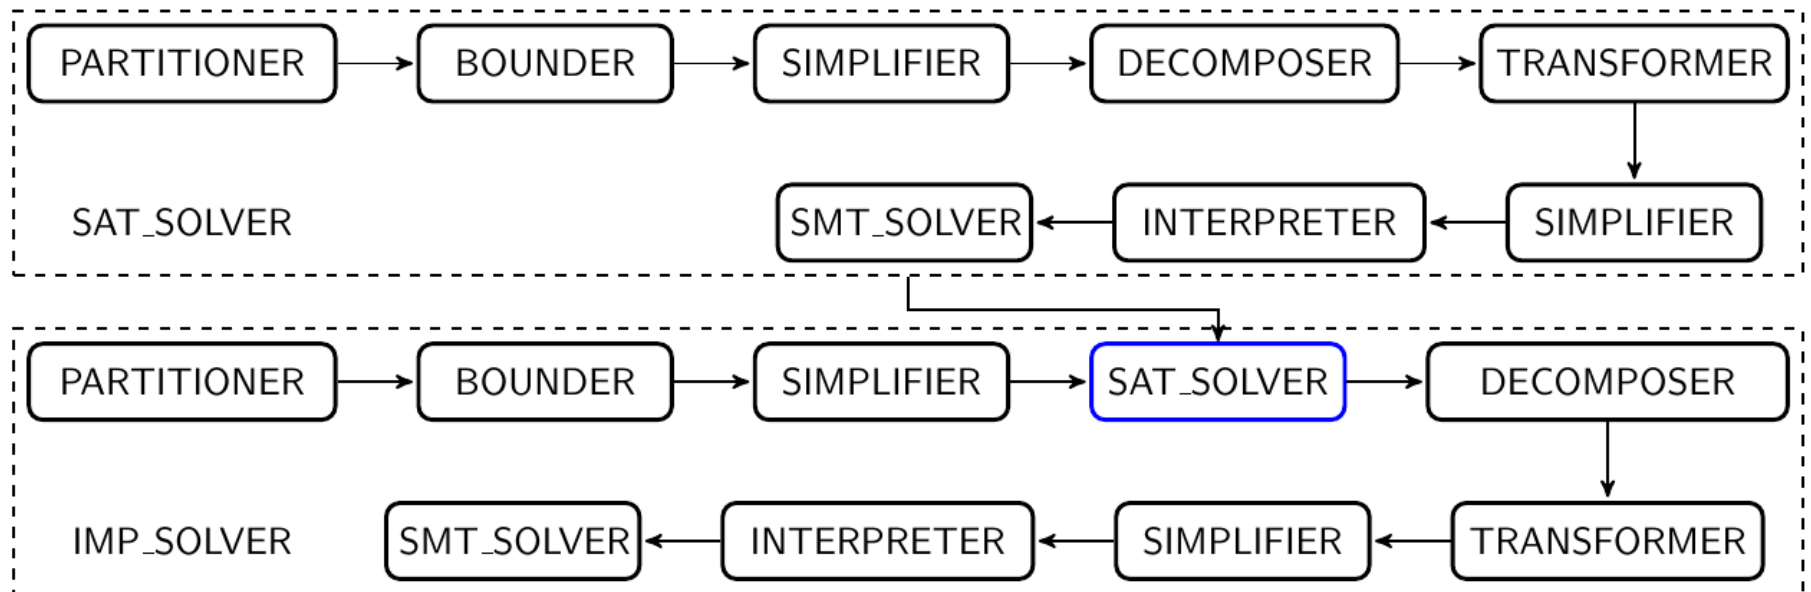 PARTITIONER BOUNDER SIMPLIFIER DECOMPOSER TRANSFORMER
SAT_SOLVER SMT_SOLVER INTERPRETER SIMPLIFIER
PARTITIONER BOUNDER SIMPLIFIER SAT_SOLVER DECOMPOSER
IMP_SOLVER SMT_SOLVER INTERPRETER SIMPLIFIER TRANSFORMER